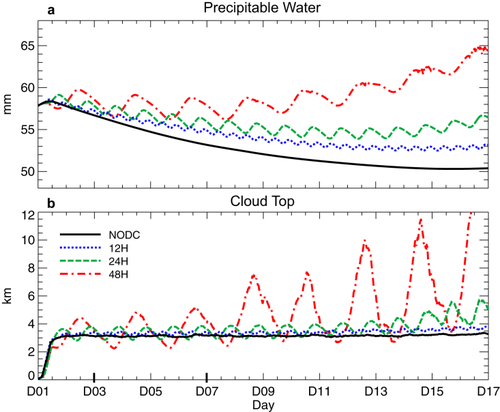 a Precipitable Water
65
60
55
50
mm
b Cloud Top
12
10
8
6
4
2
0
km
NODC
12H
24H
48H
D01 D03 D05 D07 D09 D11 D13 D15 D17
Day